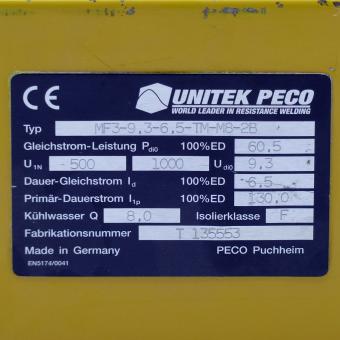 CE UNITEK PECO
WORLD LEADER IN RESISTANCE WELDING
Typ MF3-9,3-6,5-TM-M8-2B
Gleichstrom-Leistung Pdi0 100%ED 60,5
U1N 500 1000 Udi0 9,3
Dauer-Gleichstrom Id 100%ED 6,5
Primär-Dauerstrom I1p 100%ED 130,0
Kühlwasser Q 8,0 Isolierklasse F
Fabrikationsnummer T 135553
Made in Germany PECO Puchheim
EN5174/0041